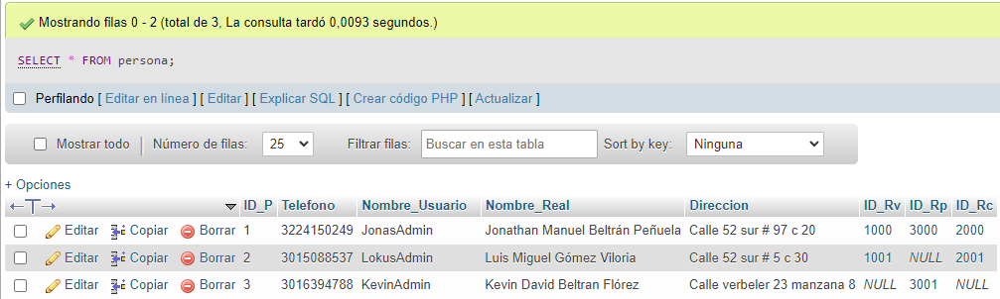 Mostrando filas 0 - 2 (total de 3, La consulta tardó 0,0093 segundos.)
SELECT * FROM persona;
Perfilando [ Editar en línea ] [ Editar ] [ Explicar SQL ] [ Crear código PHP ] [ Actualizar ]
Mostrar todo | Número de filas: 25 Filtrar filas: Buscar en esta tabla Sort by key: Ninguna
+ Opciones
←T→ ID_P Telefono Nombre_Usuario Nombre_Real Direccion ID_Rv ID_Rp ID_Rc
Editar Copiar Borrar 1 3224150249 JonasAdmin Jonathan Manuel Beltrán Peñuela Calle 52 sur # 97 c 20 1000 3000 2000
Editar Copiar Borrar 2 3015088537 LokusAdmin Luis Miguel Gómez Viloria Calle 52 sur # 5 c 30 1001 NULL 2001
Editar Copiar Borrar 3 3016394788 KevinAdmin Kevin David Beltran Flórez Calle verbeler 23 manzana 8 NULL 3001 NULL